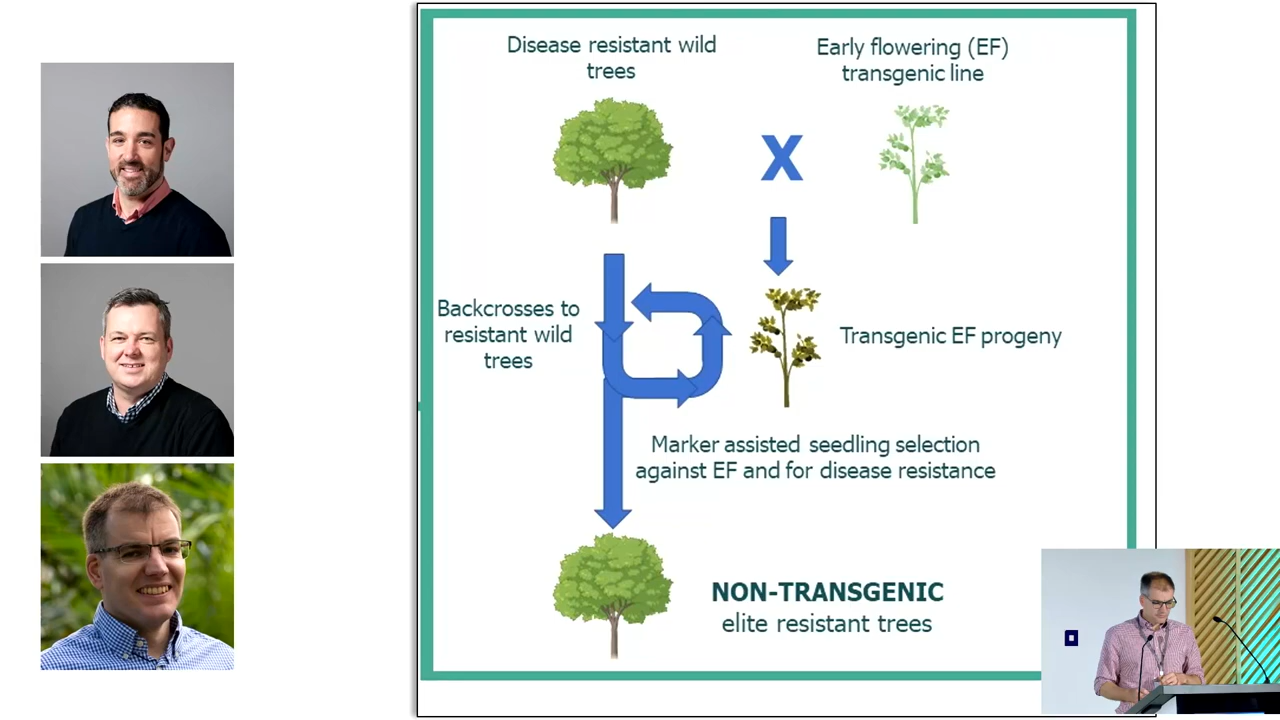 Disease resistant wild
trees
Early flowering (EF)
transgenic line
X
Backcrosses to
resistant wild
trees
Transgenic EF progeny
Marker assisted seedling selection
against EF and for disease resistance
NON-TRANSGENIC
elite resistant trees